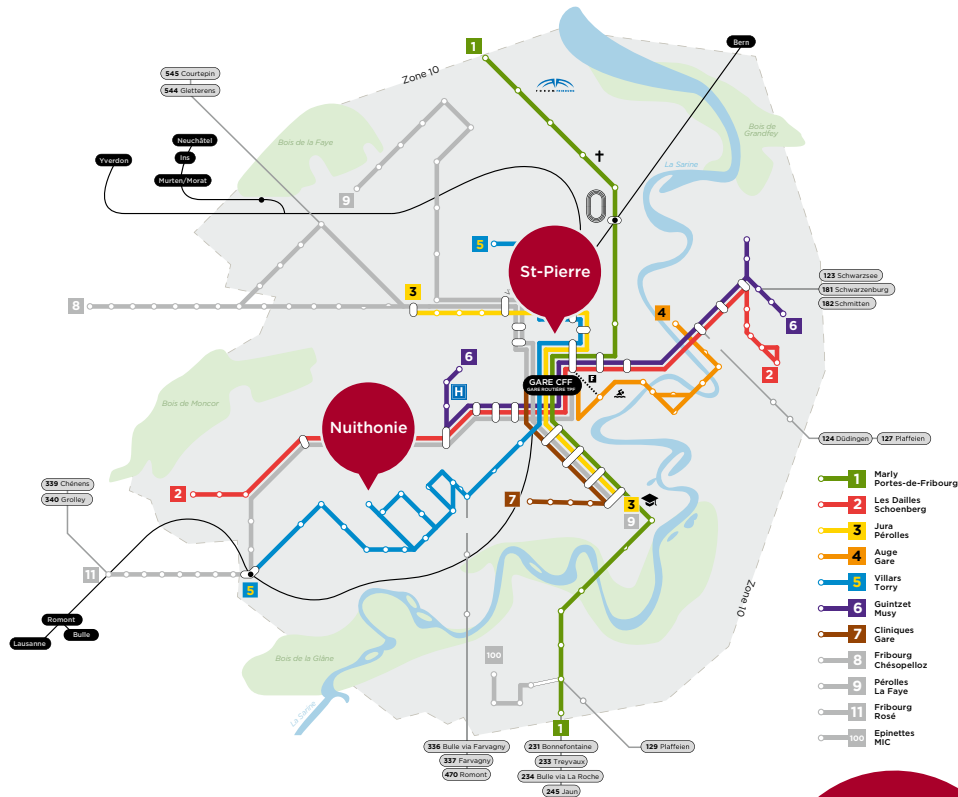 1
Bern
Zone 10
545 Courtepin
544 Gletterens
Bois de la Faye
Bois de
Grandfey
Neuchâtel
Ins
Yverdon
Murten/Morat
La Sarine
9
5
St-Pierre
123 Schwarzsee
181 Schwarzenburg
182 Schmitten
3
8
4
6
6
2
H
GARE CFF
GARE ROUTIÈRE TPF
Bois de Moncor
Nuithonie
124 Düdingen
127 Plaffeien
339 Chénens
340 Grolley
2
7
3
9
11
5
Zone 10
Romont
Bulle
Lausanne
Bois de la Glâne
100
La Sarine
1
336 Bulle via Farvagny
337 Farvagny
470 Romont
231 Bonnefontaine
233 Treyvaux
234 Bulle via La Roche
245 Jaun
129 Plaffeien
1 Marly
Portes-de-Fribourg
2 Les Dailles
Schoenberg
3 Jura
Pérolles
4 Auge
Gare
5 Villars
Torry
6 Guintzet
Musy
7 Cliniques
Gare
8 Fribourg
Chésopelloz
9 Pérolles
La Faye
11 Fribourg
Rosé
100 Epinettes
MIC